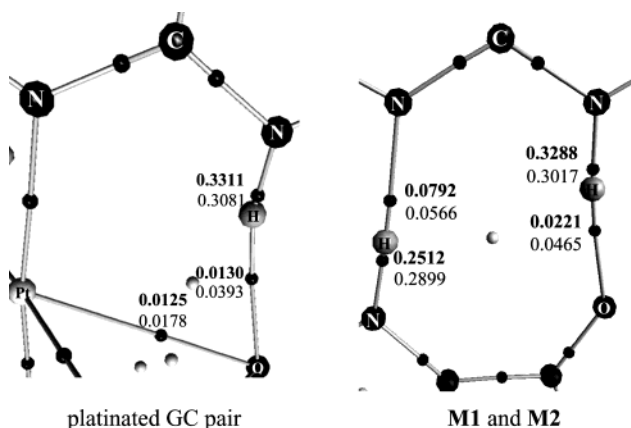 C
N
N
0.3311
0.3081
H
0.0130
0.0393
0.0125
0.0178
Pt
O
platinated GC pair
C
N
N
0.3288
0.3017
H
0.0792
0.0566
0.0221
0.0465
H
0.2512
0.2899
N
O
M1 and M2